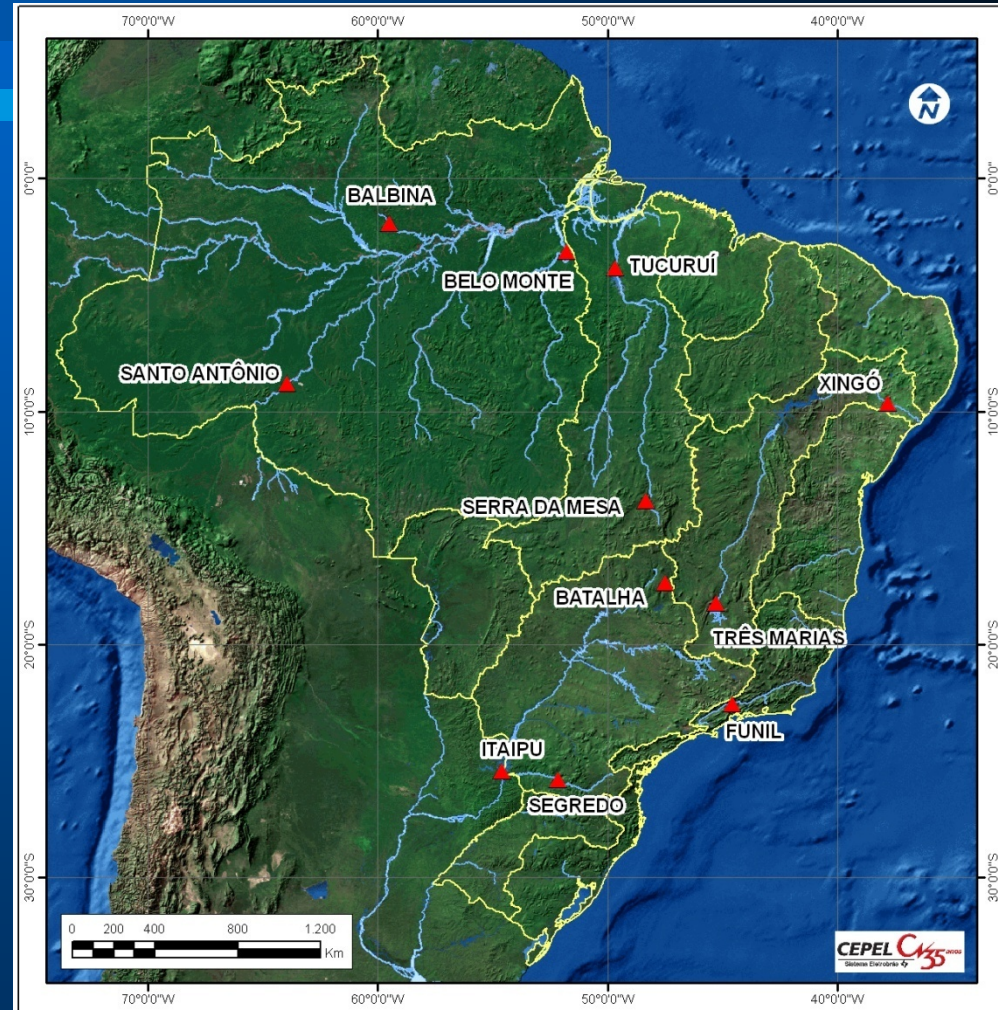 70°0'0"W 60°0'0"W 50°0'0"W 40°0'0"W
0°0'0" 0°0'0"
BALBINA
TUCURUÍ
BELO MONTE
SANTO ANTÔNIO
XINGÓ
10°0'0"S 10°0'0"S
SERRA DA MESA
BATALHA
TRÊS MARIAS
20°0'0"S 20°0'0"S
FUNIL
ITAIPU
SEGREDO
30°0'0"S 30°0'0"S
N
0 200 400 800 1.200
Km
CEPEL 35 anos
Sistema Eletrobrás
70°0'0"W 60°0'0"W 50°0'0"W 40°0'0"W